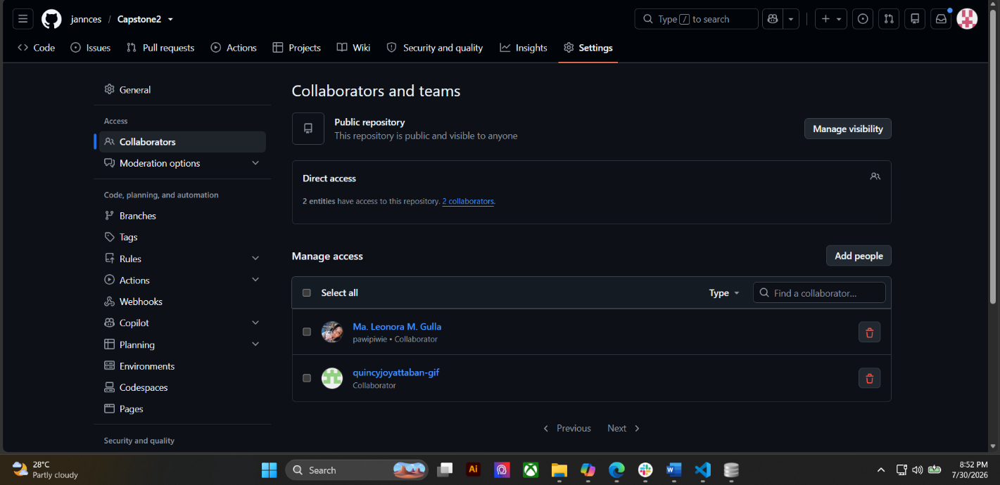 jannces / Capstone2
Type / to search
Code
Issues
Pull requests
Actions
Projects
Wiki
Security and quality
Insights
Settings
General
Access
Collaborators
Moderation options
Code, planning, and automation
Branches
Tags
Rules
Actions
Webhooks
Copilot
Planning
Environments
Codespaces
Pages
Security and quality
Collaborators and teams
Public repository
This repository is public and visible to anyone
Manage visibility
Direct access
2 entities have access to this repository. 2 collaborators.
Manage access
Add people
Select all
Type
Find a collaborator...
Ma. Leonora M. Gulla
pawipiwie • Collaborator
quincyjoyattaban-gif
Collaborator
Previous
Next
28°C
Partly cloudy
Search
Ai
8:52 PM
7/30/2026